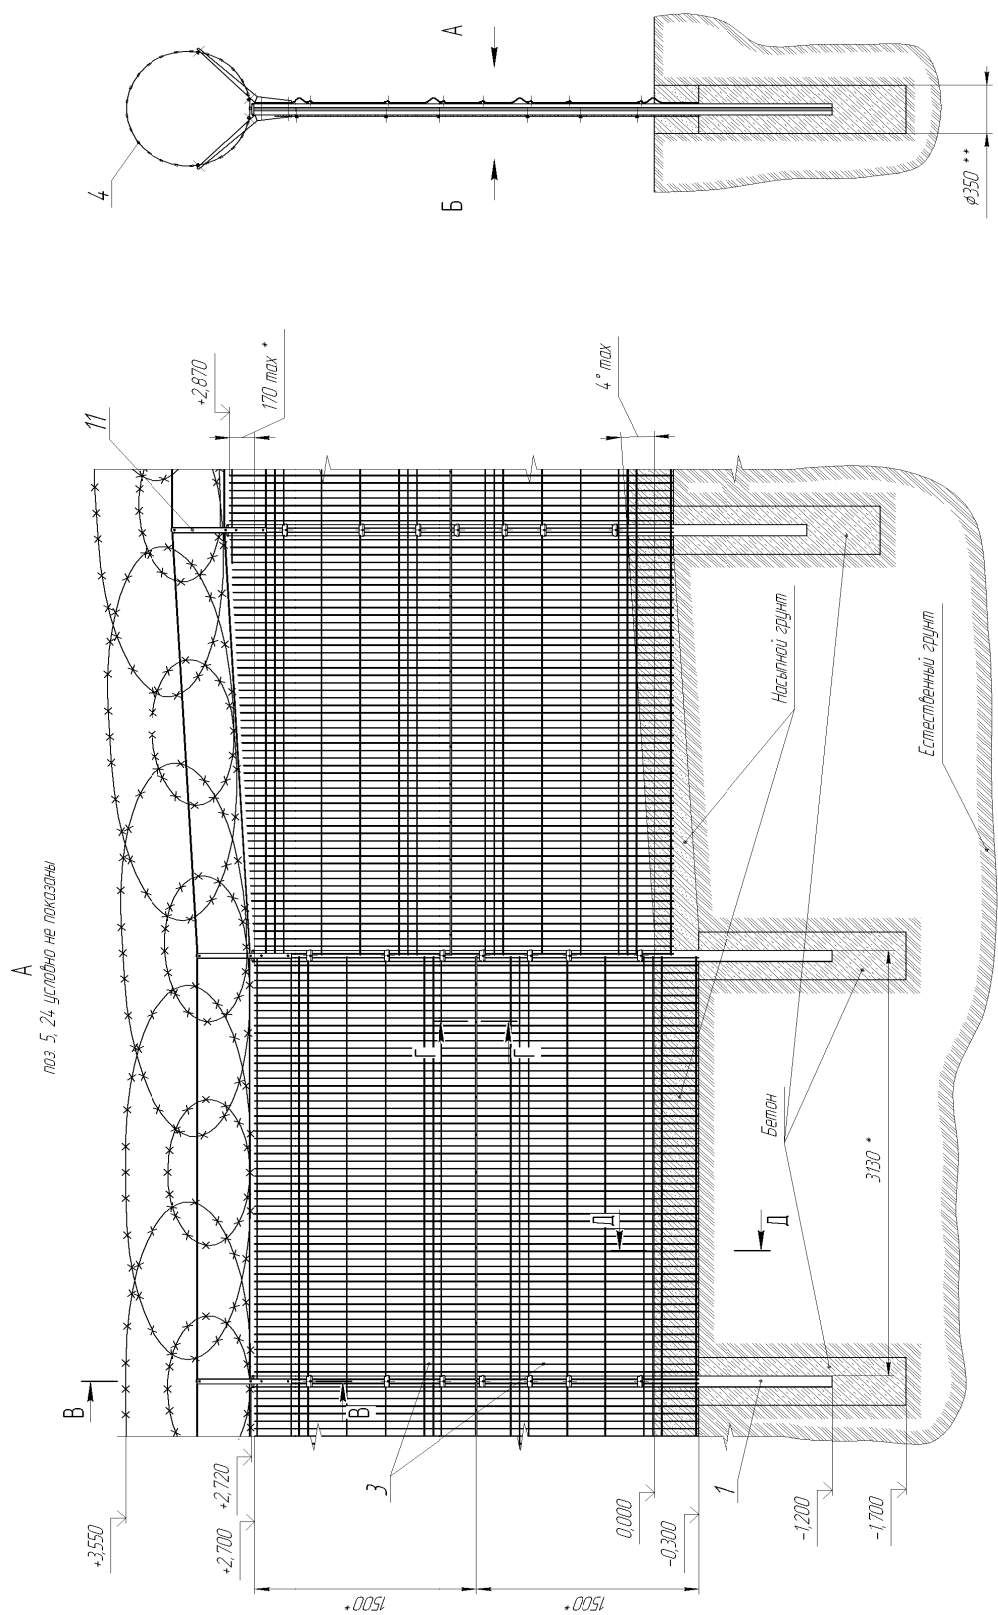 А
поз. 5, 24 условно не показаны
+3,550
+2,720
+2,700
0,000
-0,300
-1,200
-1,700
1500*
1500*
В
В
3
1
Г
Г
Д
Д
3130 *
Бетон
Насыпной грунт
Естественный грунт
11
+2,870
170 max *
4° max
4
А
Б
ϕ350 **